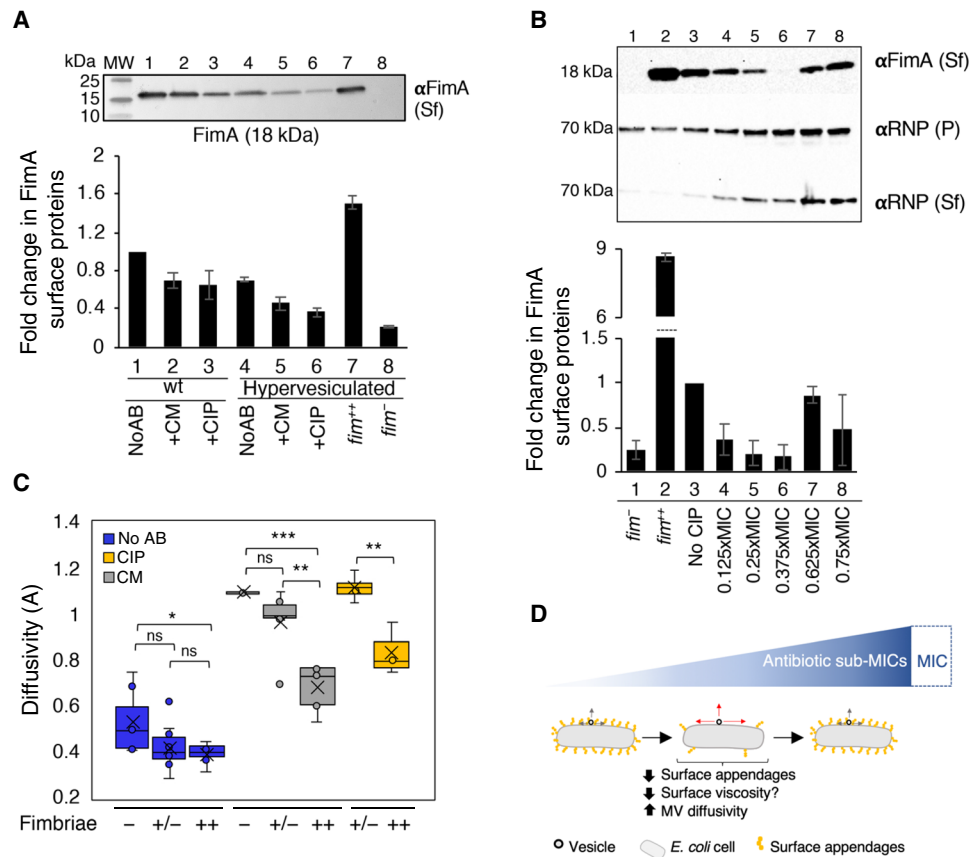 A
kDa MW 1 2 3 4 5 6 7 8
25
15
10
αFimA
(Sf)
FimA (18 kDa)
Fold change in FimA
surface proteins
2
1.6
1.2
0.8
0.4
0
1 2 3 4 5 6 7 8
wt Hypervesiculated
NoAB
+CM
+CIP
NoAB
+CM
+CIP
fim++
fim−
B
1 2 3 4 5 6 7 8
18 kDa
αFimA (Sf)
70 kDa
αRNP (P)
70 kDa
αRNP (Sf)
Fold change in FimA
surface proteins
9
6
1.5
1
0.5
0
1 2 3 4 5 6 7 8
fim−
fim++
No CIP
0.125xMIC
0.25xMIC
0.375xMIC
0.625xMIC
0.75xMIC
C
Diffusivity (A)
1.4
1.2
1
0.8
0.6
0.4
0.2
No AB
CIP
CM
*
ns
ns
***
ns
**
**
Fimbriae − +/− ++ − +/− ++ +/− ++
D
Antibiotic sub-MICs MIC
Surface appendages
Surface viscosity?
MV diffusivity
Vesicle E. coli cell Surface appendages